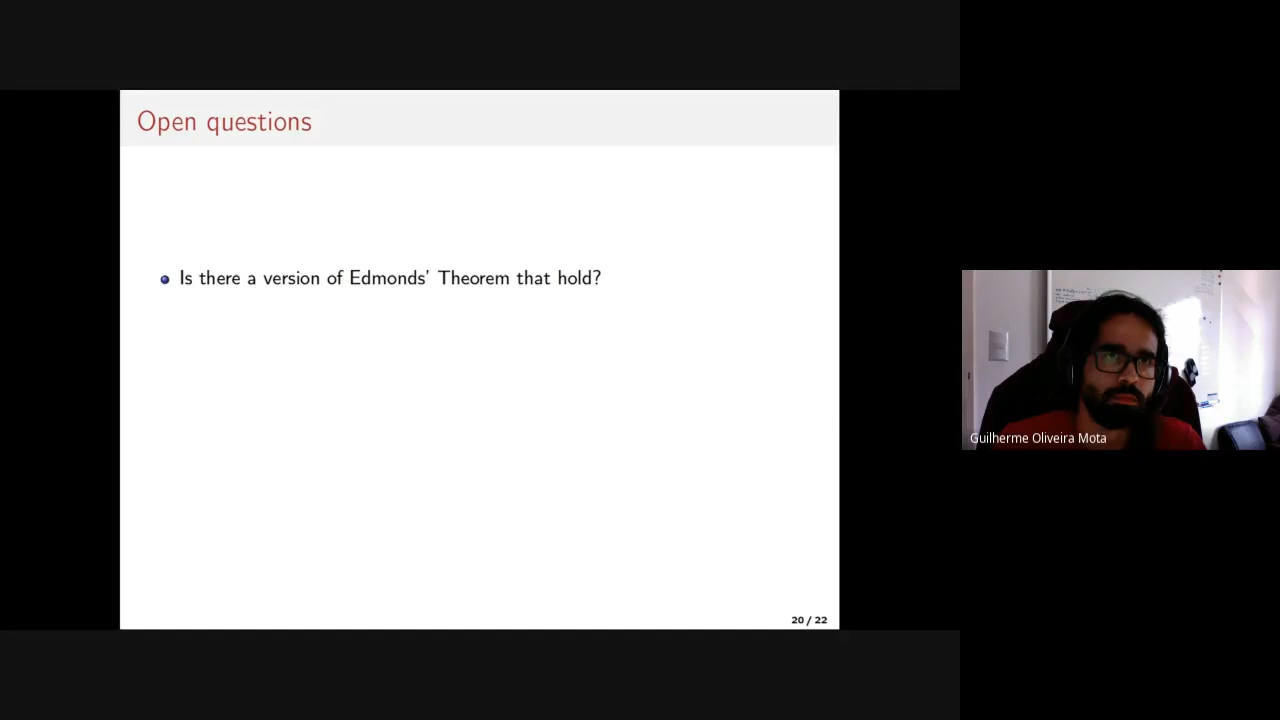 Open questions
Is there a version of Edmonds' Theorem that hold?
20 / 22
Guilherme Oliveira Mota